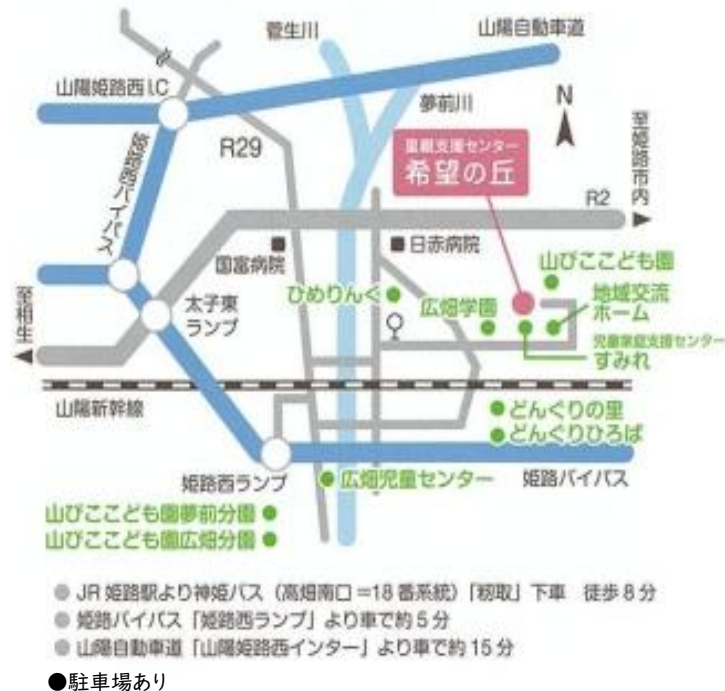 菅生川
山陽自動車道
山陽姫路西I.C
夢前川
N
R29
里親支援センター
希望の丘
至姫路市内
姫路西バイパス
R2
国富病院
日赤病院
山びここども園
至相生
太子東
ランプ
ひめりんく
広畑学園
地域交流
ホーム
児童家庭支援センター
すみれ
山陽新幹線
どんぐりの里
どんぐりひろば
姫路西ランプ
広畑児童センター
姫路バイパス
山びここども園夢前分園
山びここども園広畑分園
JR 姫路駅より神姫バス（高畑南口＝18番系統）「籾取」下車　徒歩8分
姫路バイパス「姫路西ランプ」より車で約5分
山陽自動車道「山陽姫路西インター」より車で約15分
●駐車場あり